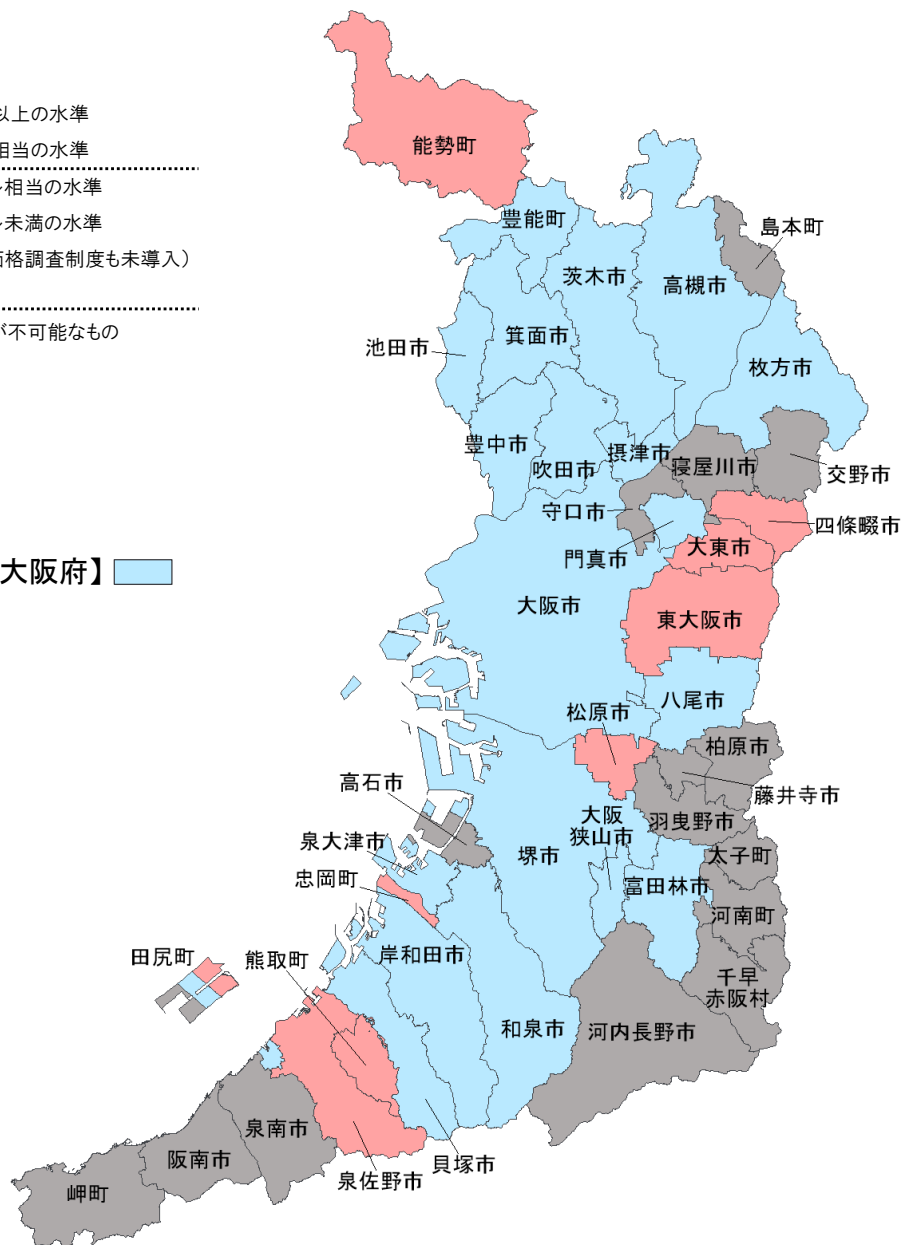 以上の水準
相当の水準
相当の水準
未満の水準
価格調査制度も未導入）
が不可能なもの
大阪府】
能勢町
豊能町
島本町
茨木市
高槻市
箕面市
池田市
枚方市
豊中市
摂津市
吹田市
寝屋川市
交野市
守口市
四條畷市
門真市
大東市
大阪市
東大阪市
八尾市
松原市
柏原市
高石市
藤井寺市
大阪
狭山市
羽曳野市
泉大津市
堺市
太子町
忠岡町
富田林市
河南町
岸和田市
田尻町
熊取町
千早
赤阪村
和泉市
河内長野市
泉南市
阪南市
貝塚市
泉佐野市
岬町